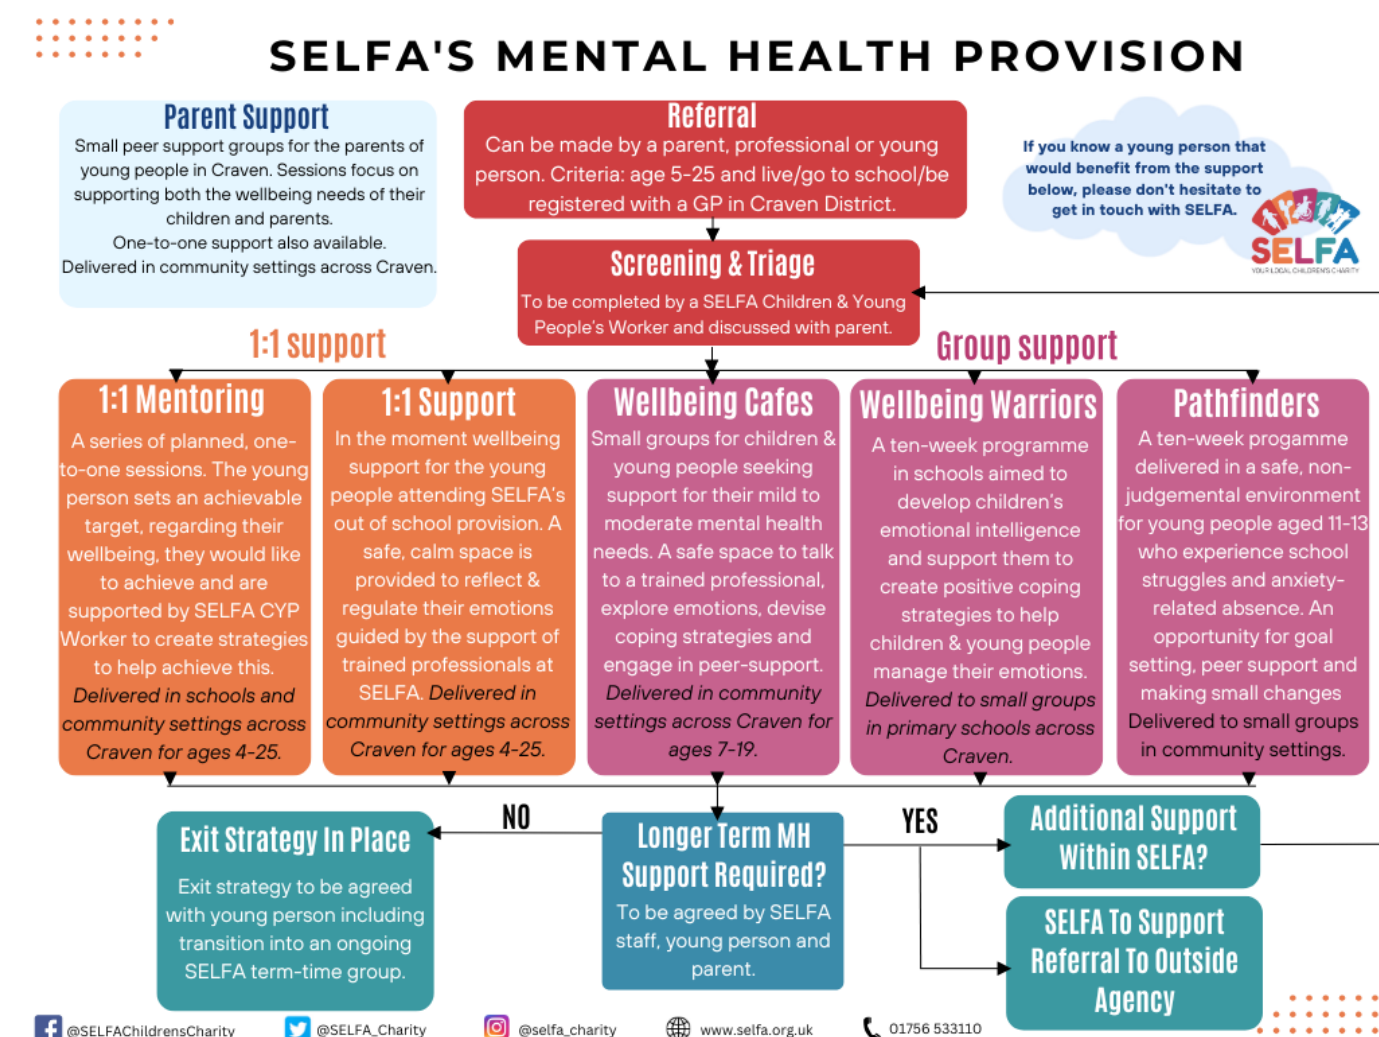 SELFA'S MENTAL HEALTH PROVISION
Parent Support
Small peer support groups for the parents of
young people in Craven. Sessions focus on
supporting both the wellbeing needs of their
children and parents.
One-to-one support also available.
Delivered in community settings across Craven.
Referral
Can be made by a parent, professional or young
person. Criteria: age 5-25 and live/go to school/be
registered with a GP in Craven District.
If you know a young person that
would benefit from the support
below, please don't hesitate to
get in touch with SELFA.
SELFA
YOUR LOCAL CHILDREN'S CHARITY
Screening & Triage
To be completed by a SELFA Children & Young
People's Worker and discussed with parent.
1:1 support
Group support
1:1 Mentoring
A series of planned, one-
to-one sessions. The young
person sets an achievable
target, regarding their
wellbeing, they would like
to achieve and are
supported by SELFA CYP
Worker to create strategies
to help achieve this.
Delivered in schools and
community settings across
Craven for ages 4-25.
1:1 Support
In the moment wellbeing
support for the young
people attending SELFA's
out of school provision. A
safe, calm space is
provided to reflect &
regulate their emotions
guided by the support of
trained professionals at
SELFA. Delivered in
community settings across
Craven for ages 4-25.
Wellbeing Cafes
Small groups for children &
young people seeking
support for their mild to
moderate mental health
needs. A safe space to talk
to a trained professional,
explore emotions, devise
coping strategies and
engage in peer-support.
Delivered in community
settings across Craven for
ages 7-19.
Wellbeing Warriors
A ten-week programme
in schools aimed to
develop children's
emotional intelligence
and support them to
create positive coping
strategies to help
children & young people
manage their emotions.
Delivered to small groups
in primary schools across
Craven.
Pathfinders
A ten-week progamme
delivered in a safe, non-
judgemental environment
for young people aged 11-13
who experience school
struggles and anxiety-
related absence. An
opportunity for goal
setting, peer support and
making small changes
Delivered to small groups
in community settings.
Exit Strategy In Place
Exit strategy to be agreed
with young person including
transition into an ongoing
SELFA term-time group.
NO
Longer Term MH
Support Required?
To be agreed by SELFA
staff, young person and
parent.
YES
Additional Support
Within SELFA?
SELFA To Support
Referral To Outside
Agency
@SELFAChildrensCharity
@SELFA_Charity
@selfa_charity
www.selfa.org.uk
01756 533110